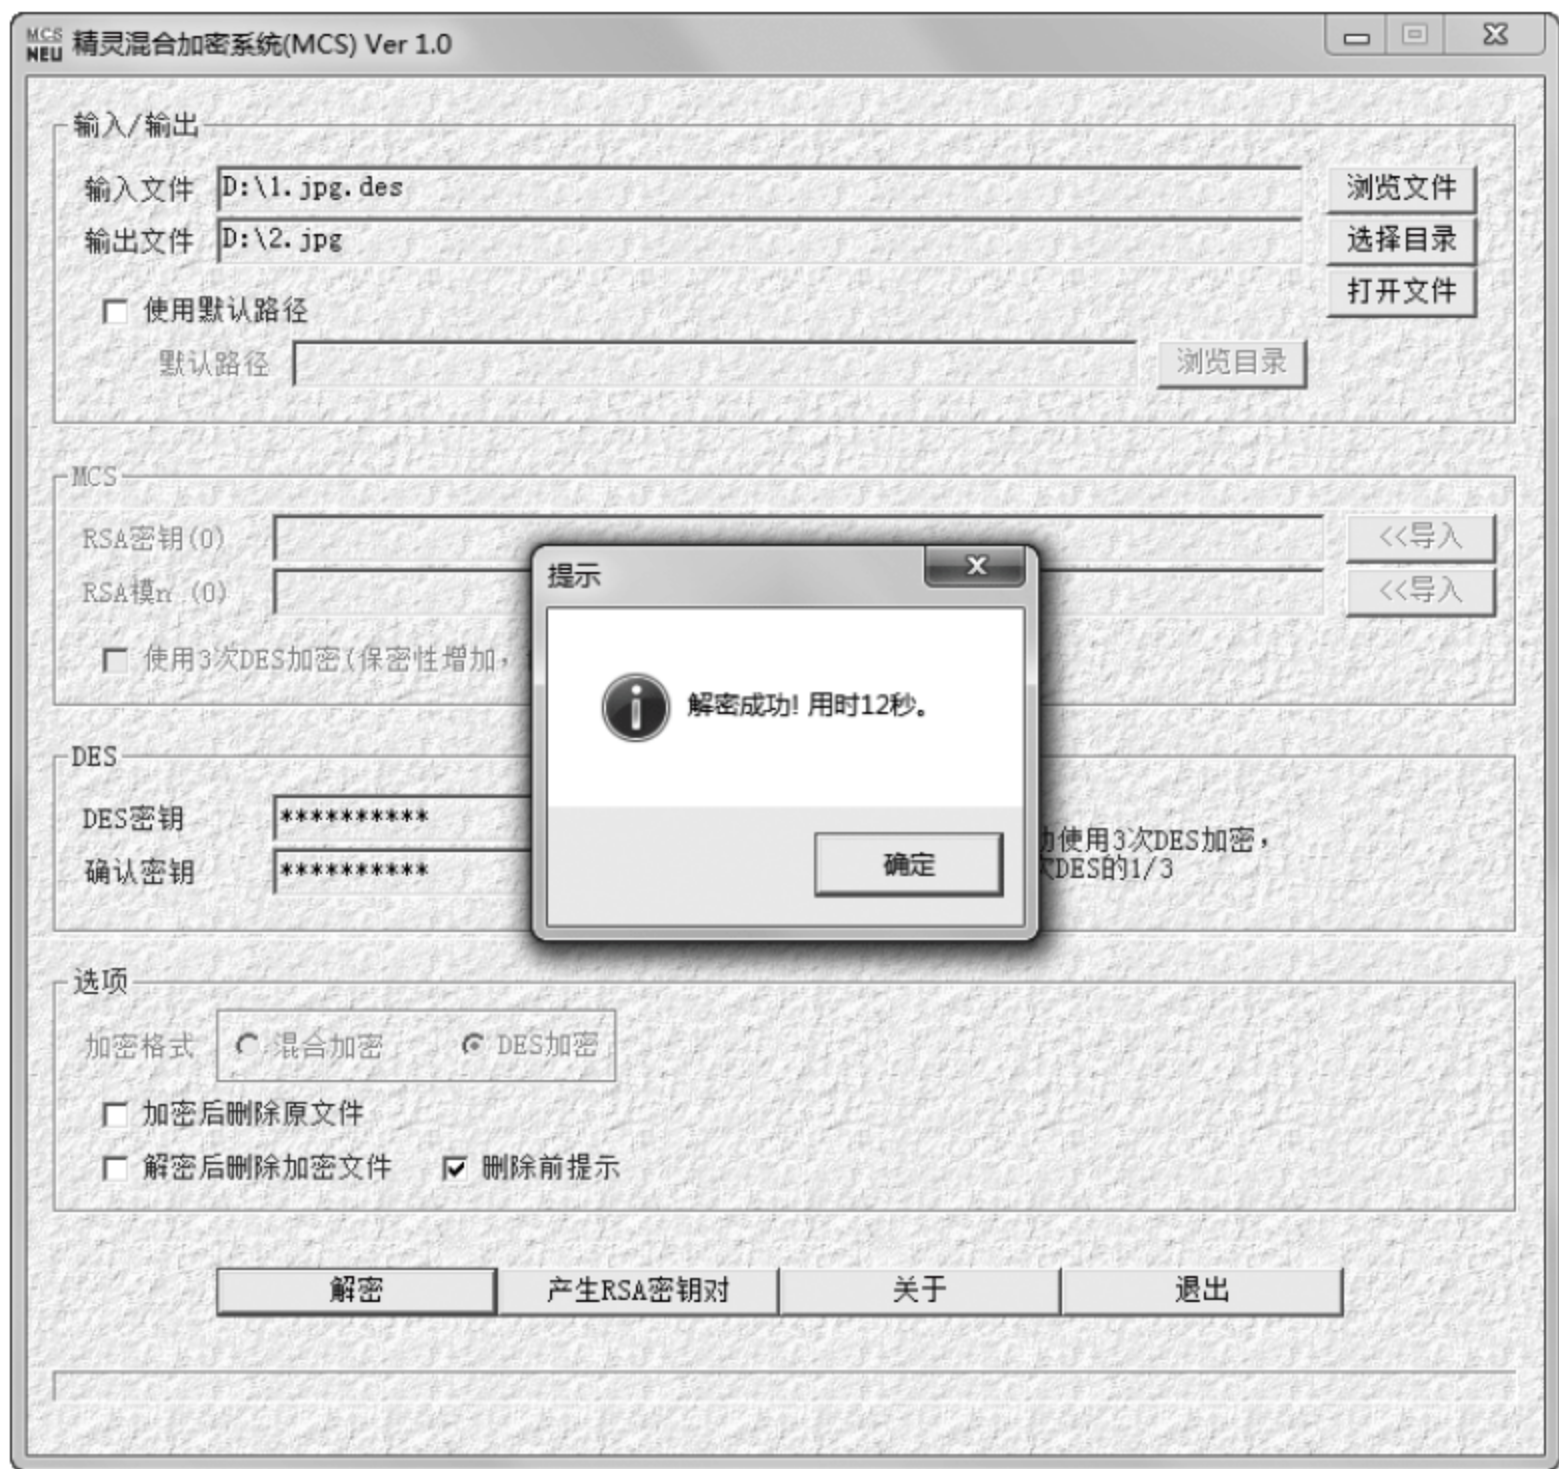 MCS
NEU
精灵混合加密系统(MCS) Ver 1.0
输入/输出
输入文件 D:\1.jpg.des 浏览文件
输出文件 D:\2.jpg 选择目录
打开文件
使用默认路径
默认路径 浏览目录
MCS
RSA密钥(0) <<导入
RSA模n (0) <<导入
使用3次DES加密(保密性增加，
提示
解密成功! 用时12秒。
确定
DES
DES密钥 **********
确认密钥 **********
使用3次DES加密，
DES的1/3
选项
加密格式 混合加密 DES加密
加密后删除原文件
解密后删除加密文件 删除前提示
解密 产生RSA密钥对 关于 退出